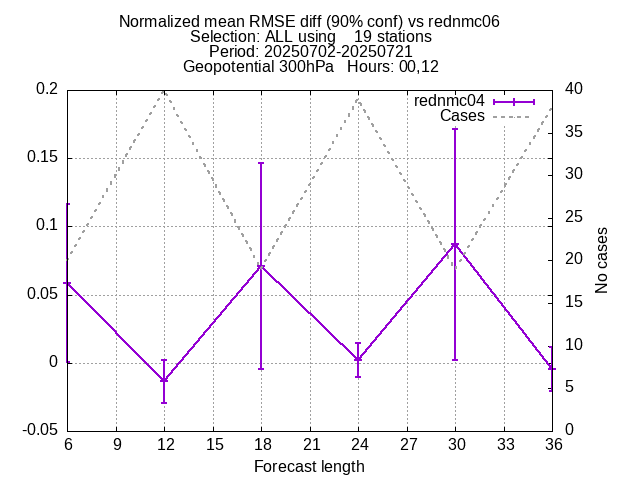 Normalized mean RMSE diff (90% conf) vs rednmc06
Selection: ALL using    19 stations
Period: 20250702-20250721
Geopotential 300hPa   Hours: 00,12
rednmc04
Cases
0.2
0.15
0.1
0.05
0
-0.05
40
35
30
25
20
15
10
5
0
No cases
6 9 12 15 18 21 24 27 30 33 36
Forecast length